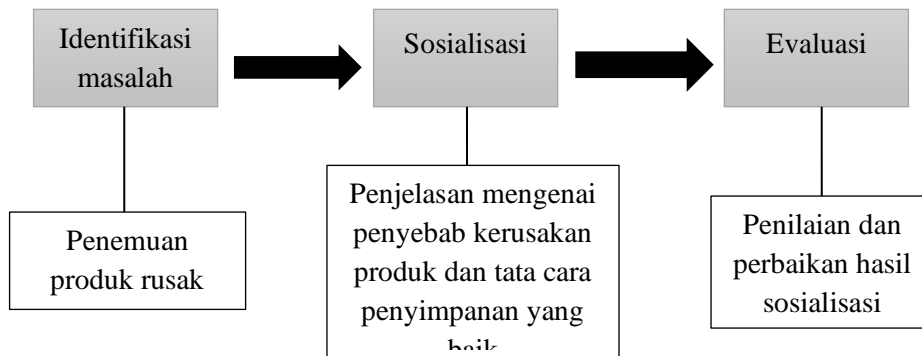 Identifikasi
masalah
Sosialisasi
Evaluasi
Penemuan
produk rusak
Penjelasan mengenai
penyebab kerusakan
produk dan tata cara
penyimpanan yang
baik
Penilaian dan
perbaikan hasil
sosialisasi